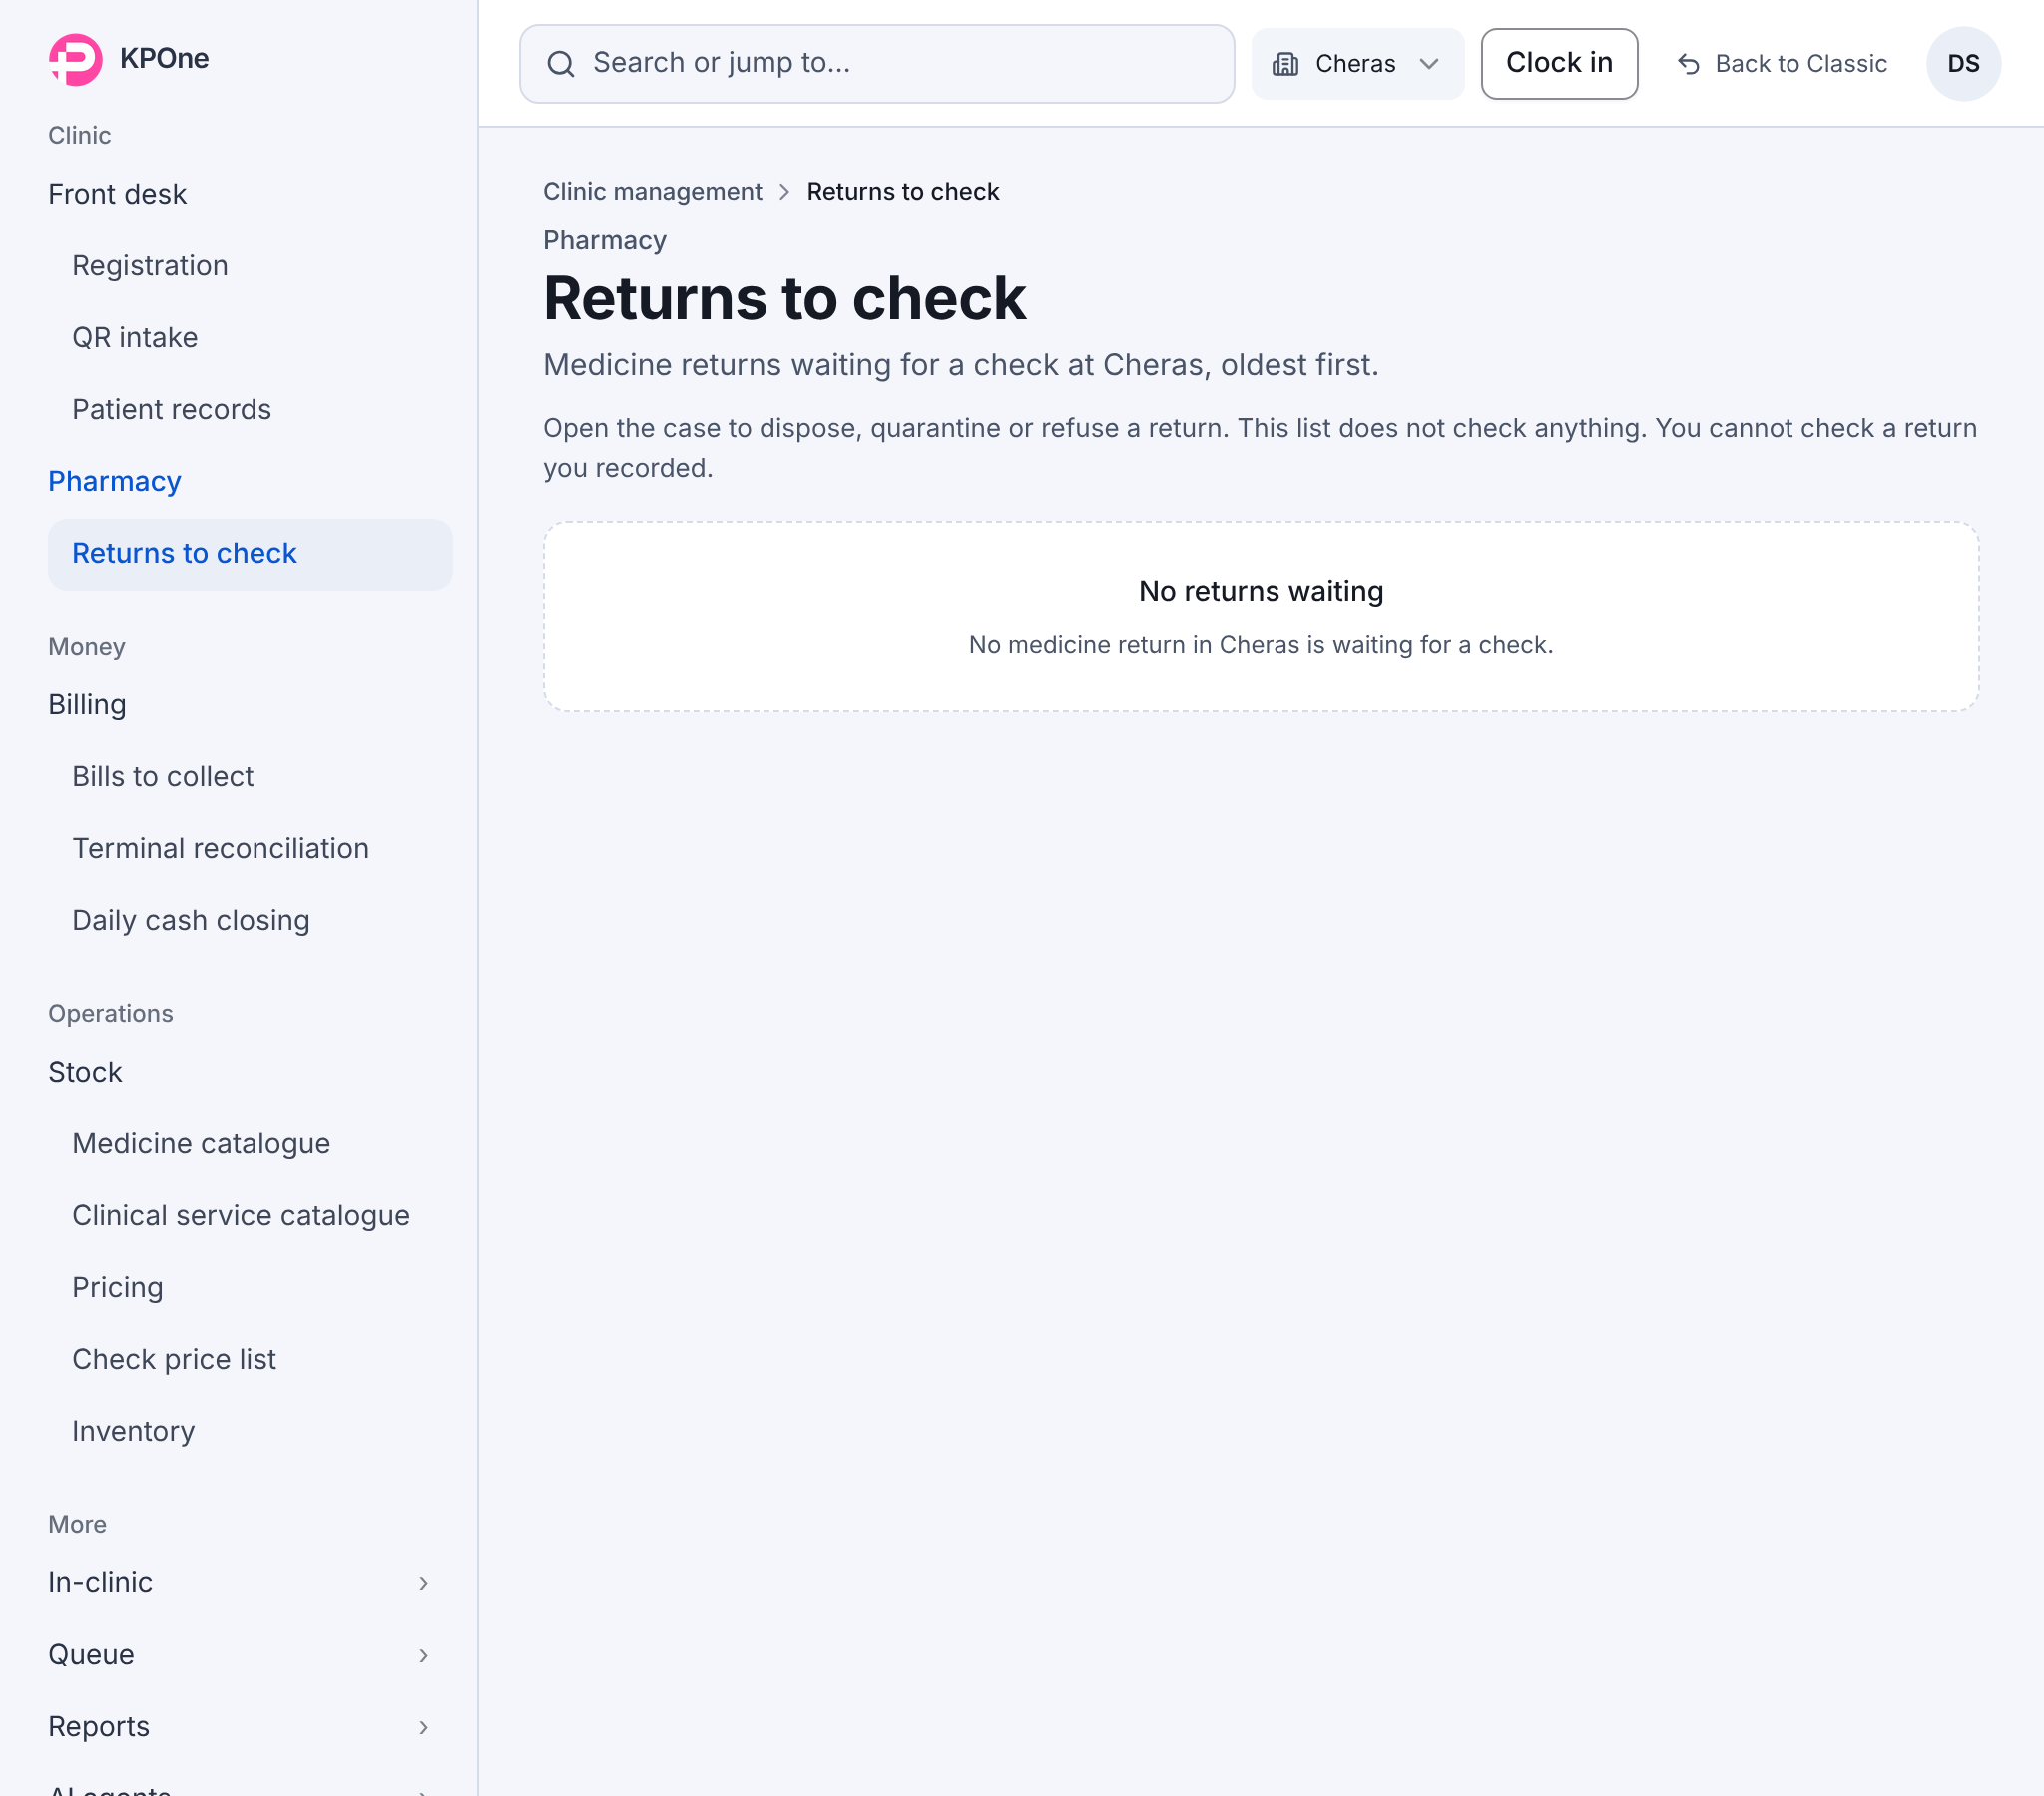 KPOne
Clinic
Front desk
Registration
QR intake
Patient records
Pharmacy
Returns to check
Money
Billing
Bills to collect
Terminal reconciliation
Daily cash closing
Operations
Stock
Medicine catalogue
Clinical service catalogue
Pricing
Check price list
Inventory
More
In-clinic
Queue
Reports
AI agents
Search or jump to...
Cheras
Clock in
Back to Classic
DS
Clinic management > Returns to check
Pharmacy
Returns to check
Medicine returns waiting for a check at Cheras, oldest first.
Open the case to dispose, quarantine or refuse a return. This list does not check anything. You cannot check a return
you recorded.
No returns waiting
No medicine return in Cheras is waiting for a check.